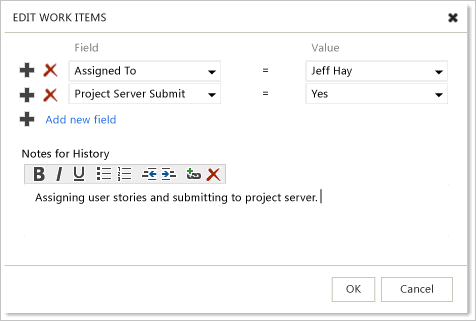 EDIT WORK ITEMS
Field Value
Assigned To = Jeff Hay
Project Server Submit = Yes
Add new field
Notes for History
B I U
Assigning user stories and submitting to project server.
OK Cancel